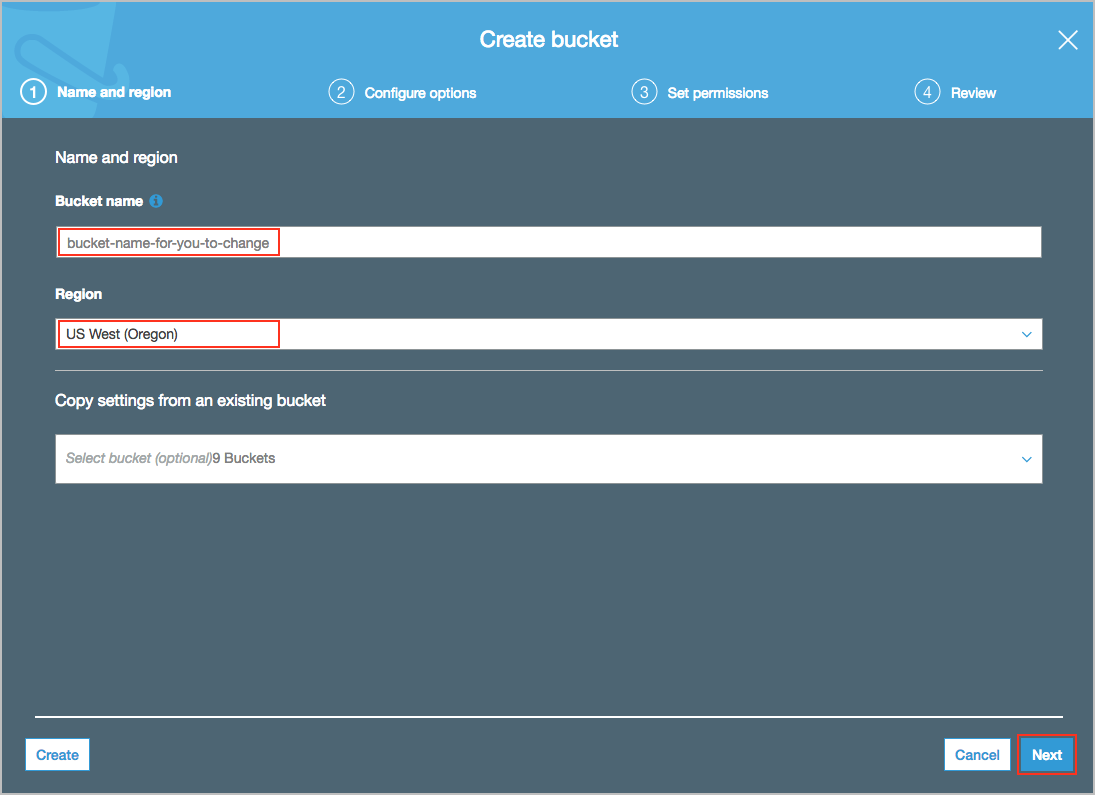 Create bucket
1 Name and region
2 Configure options
3 Set permissions
4 Review
Name and region
Bucket name i
bucket-name-for-you-to-change
Region
US West (Oregon)
Copy settings from an existing bucket
Select bucket (optional)9 Buckets
Create
Cancel
Next